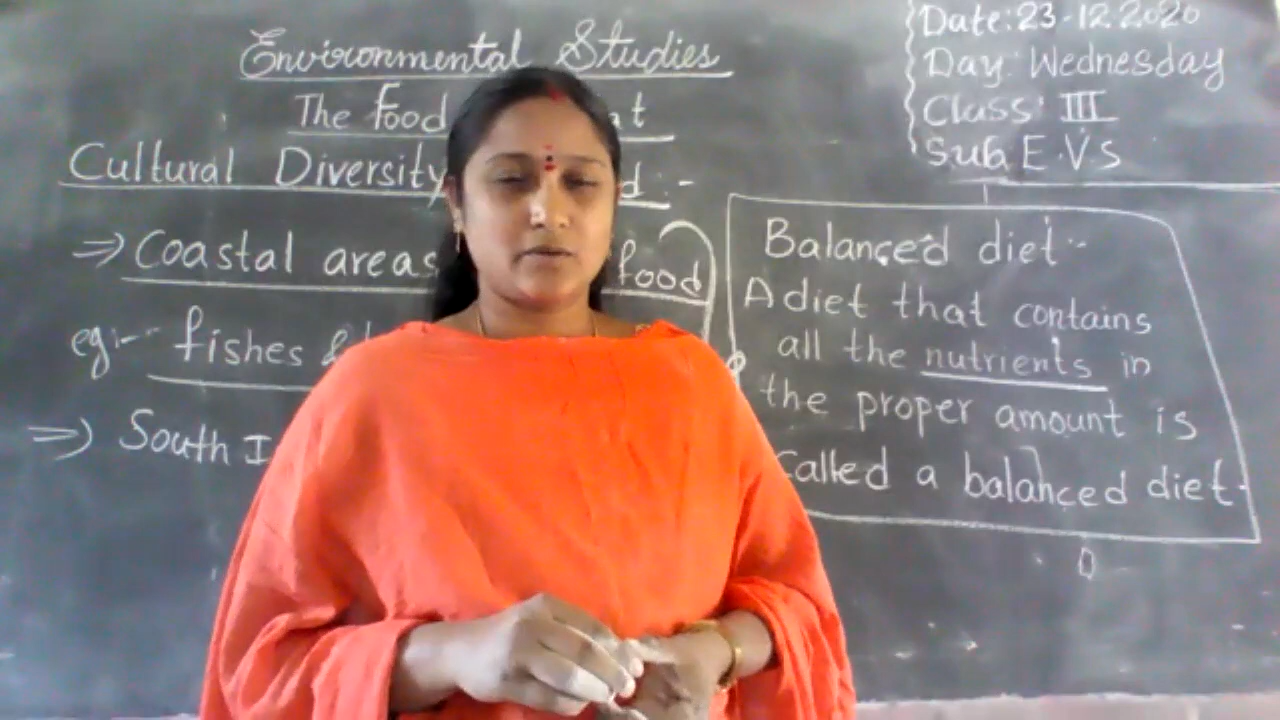 Environmental Studies
The Food
Cultural Diversity
⇒ Coastal areas food
eg:- fishes &
⇒ South I
Date: 23-12.2020
Day: Wednesday
Class: III
Sub. E.V.s
Balanced diet:-
A diet that contains
all the nutrients in
the proper amount is
called a balanced diet.